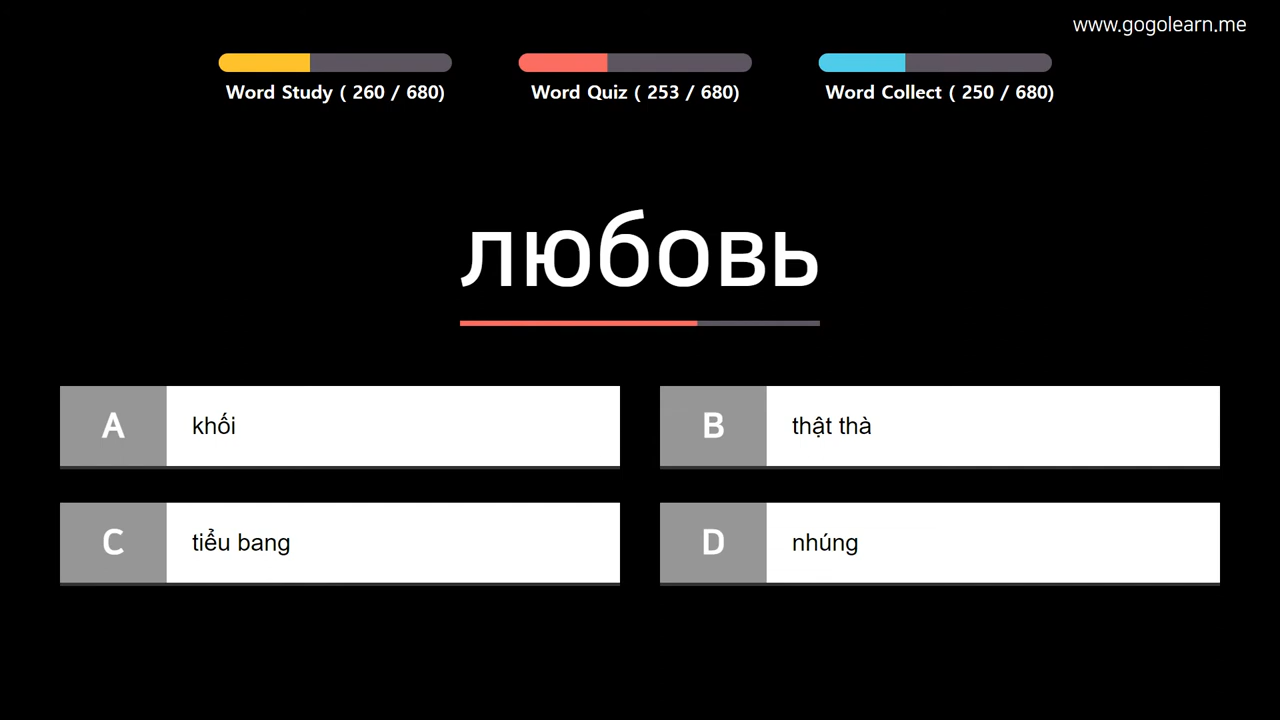 www.gogolearn.me
Word Study ( 260 / 680)
Word Quiz ( 253 / 680)
Word Collect ( 250 / 680)
любовь
A khối
B thật thà
C tiểu bang
D nhúng